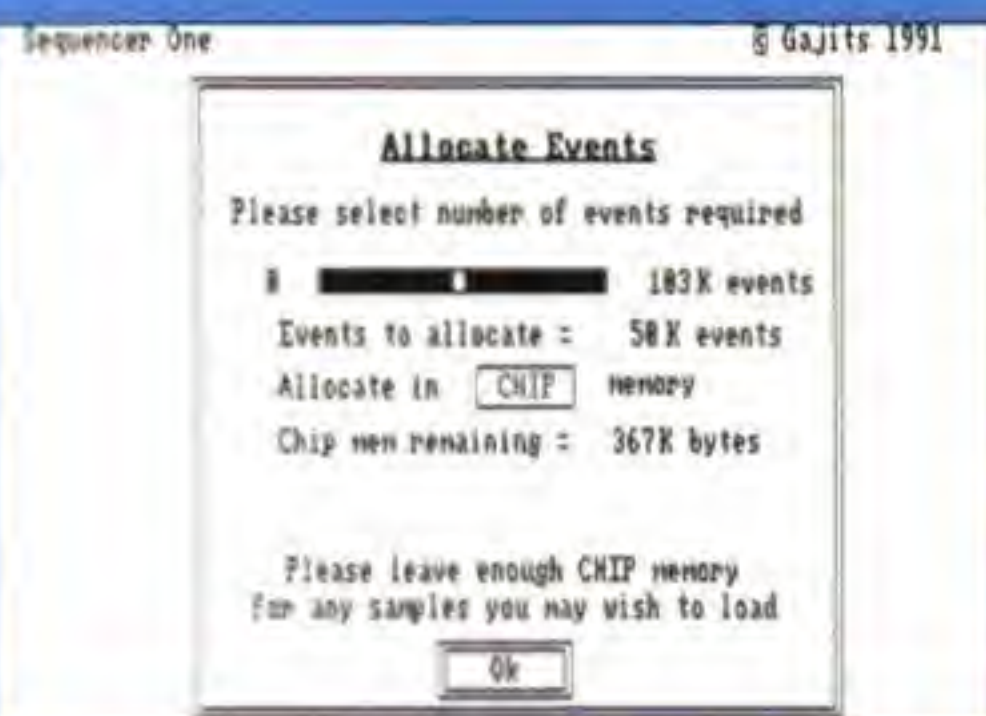 Sequencer One
© Gajits 1991
Allocate Events
Please select number of events required
0 103K events
Events to allocate = 50K events
Allocate in CHIP memory
Chip mem remaining = 367K bytes
Please leave enough CHIP memory
for any samples you may wish to load
Ok